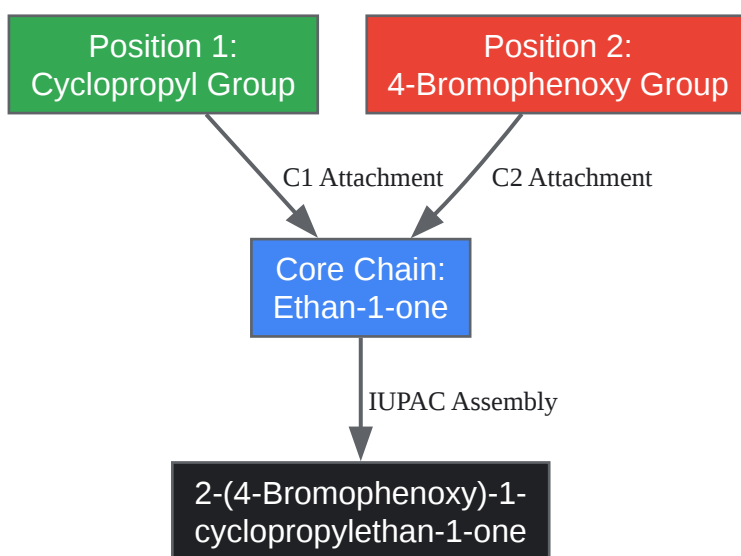 Position 1:
Cyclopropyl Group
Position 2:
4-Bromophenoxy Group
C1 Attachment
C2 Attachment
Core Chain:
Ethan-1-one
IUPAC Assembly
2-(4-Bromophenoxy)-1-
cyclopropylethan-1-one